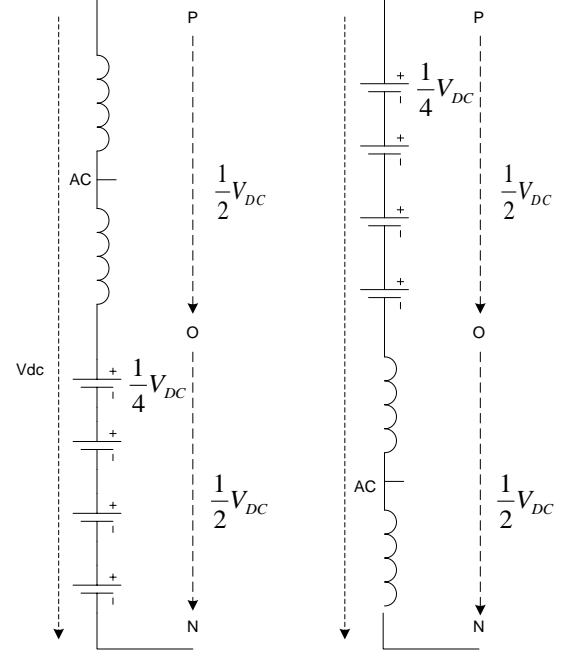 P
AC
1/2 V_DC
O
Vdc
+ 1/4 V_DC
-
+
-
+
-
1/2 V_DC
+
-
N
P
+ 1/4 V_DC
-
+
-
1/2 V_DC
+
-
+
-
O
AC
1/2 V_DC
N